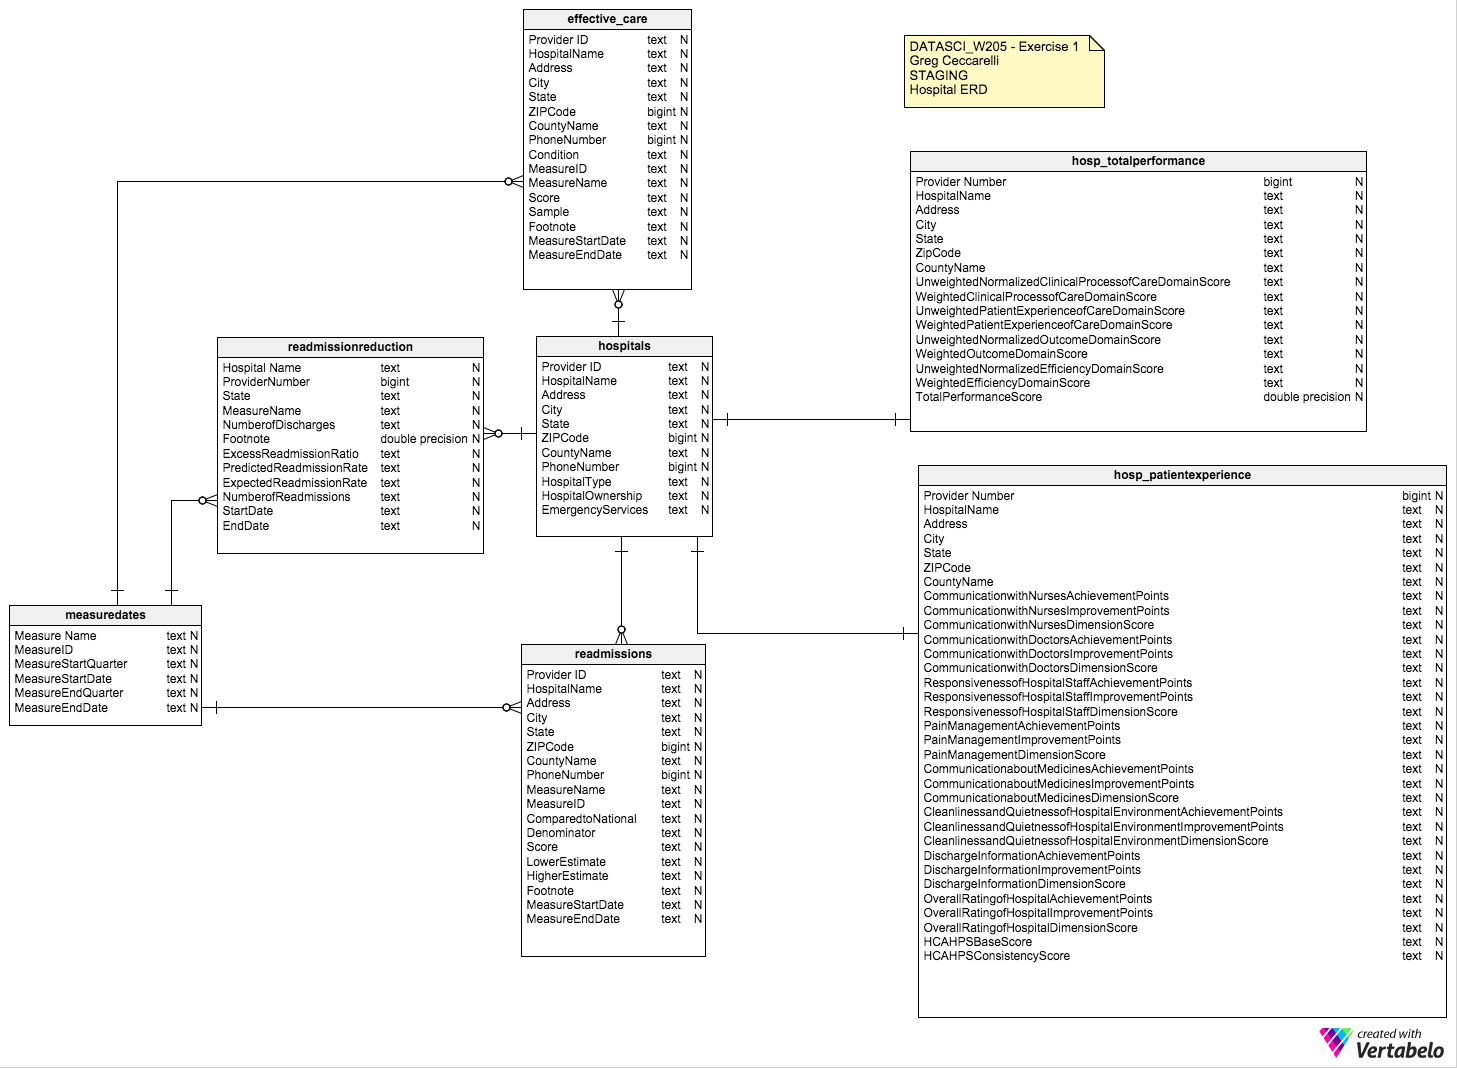 effective_care
Provider ID text N
HospitalName text N
Address text N
City text N
State text N
ZIPCode bigint N
CountyName text N
PhoneNumber bigint N
Condition text N
MeasureID text N
MeasureName text N
Score text N
Sample text N
Footnote text N
MeasureStartDate text N
MeasureEndDate text N
DATASCI_W205 - Exercise 1
Greg Ceccarelli
STAGING
Hospital ERD
hosp_totalperformance
Provider Number bigint N
HospitalName text N
Address text N
City text N
State text N
ZipCode text N
CountyName text N
UnweightedNormalizedClinicalProcessofCareDomainScore text N
WeightedClinicalProcessofCareDomainScore text N
UnweightedPatientExperienceofCareDomainScore text N
WeightedPatientExperienceofCareDomainScore text N
UnweightedNormalizedOutcomeDomainScore text N
WeightedOutcomeDomainScore text N
UnweightedNormalizedEfficiencyDomainScore text N
WeightedEfficiencyDomainScore text N
TotalPerformanceScore double precision N
readmissionreduction
Hospital Name text N
ProviderNumber bigint N
State text N
MeasureName text N
NumberofDischarges text N
Footnote double precision N
ExcessReadmissionRatio text N
PredictedReadmissionRate text N
ExpectedReadmissionRate text N
NumberofReadmissions text N
StartDate text N
EndDate text N
hospitals
Provider ID text N
HospitalName text N
Address text N
City text N
State text N
ZIPCode bigint N
CountyName text N
PhoneNumber bigint N
HospitalType text N
HospitalOwnership text N
EmergencyServices text N
hosp_patientexperience
Provider Number bigint N
HospitalName text N
Address text N
City text N
State text N
ZIPCode text N
CountyName text N
CommunicationwithNursesAchievementPoints text N
CommunicationwithNursesImprovementPoints text N
CommunicationwithNursesDimensionScore text N
CommunicationwithDoctorsAchievementPoints text N
CommunicationwithDoctorsImprovementPoints text N
CommunicationwithDoctorsDimensionScore text N
ResponsivenessofHospitalStaffAchievementPoints text N
ResponsivenessofHospitalStaffImprovementPoints text N
ResponsivenessofHospitalStaffDimensionScore text N
PainManagementAchievementPoints text N
PainManagementImprovementPoints text N
PainManagementDimensionScore text N
CommunicationaboutMedicinesAchievementPoints text N
CommunicationaboutMedicinesImprovementPoints text N
CommunicationaboutMedicinesDimensionScore text N
CleanlinessandQuietnessofHospitalEnvironmentAchievementPoints text N
CleanlinessandQuietnessofHospitalEnvironmentImprovementPoints text N
CleanlinessandQuietnessofHospitalEnvironmentDimensionScore text N
DischargeInformationAchievementPoints text N
DischargeInformationImprovementPoints text N
DischargeInformationDimensionScore text N
OverallRatingofHospitalAchievementPoints text N
OverallRatingofHospitalImprovementPoints text N
OverallRatingofHospitalDimensionScore text N
HCAHPSBaseScore text N
HCAHPSConsistencyScore text N
measuredates
Measure Name text N
MeasureID text N
MeasureStartQuarter text N
MeasureStartDate text N
MeasureEndQuarter text N
MeasureEndDate text N
readmissions
Provider ID text N
HospitalName text N
Address text N
City text N
State text N
ZIPCode bigint N
CountyName text N
PhoneNumber bigint N
MeasureName text N
MeasureID text N
ComparedtoNational text N
Denominator text N
Score text N
LowerEstimate text N
HigherEstimate text N
Footnote text N
MeasureStartDate text N
MeasureEndDate text N
created with
Vertabelo